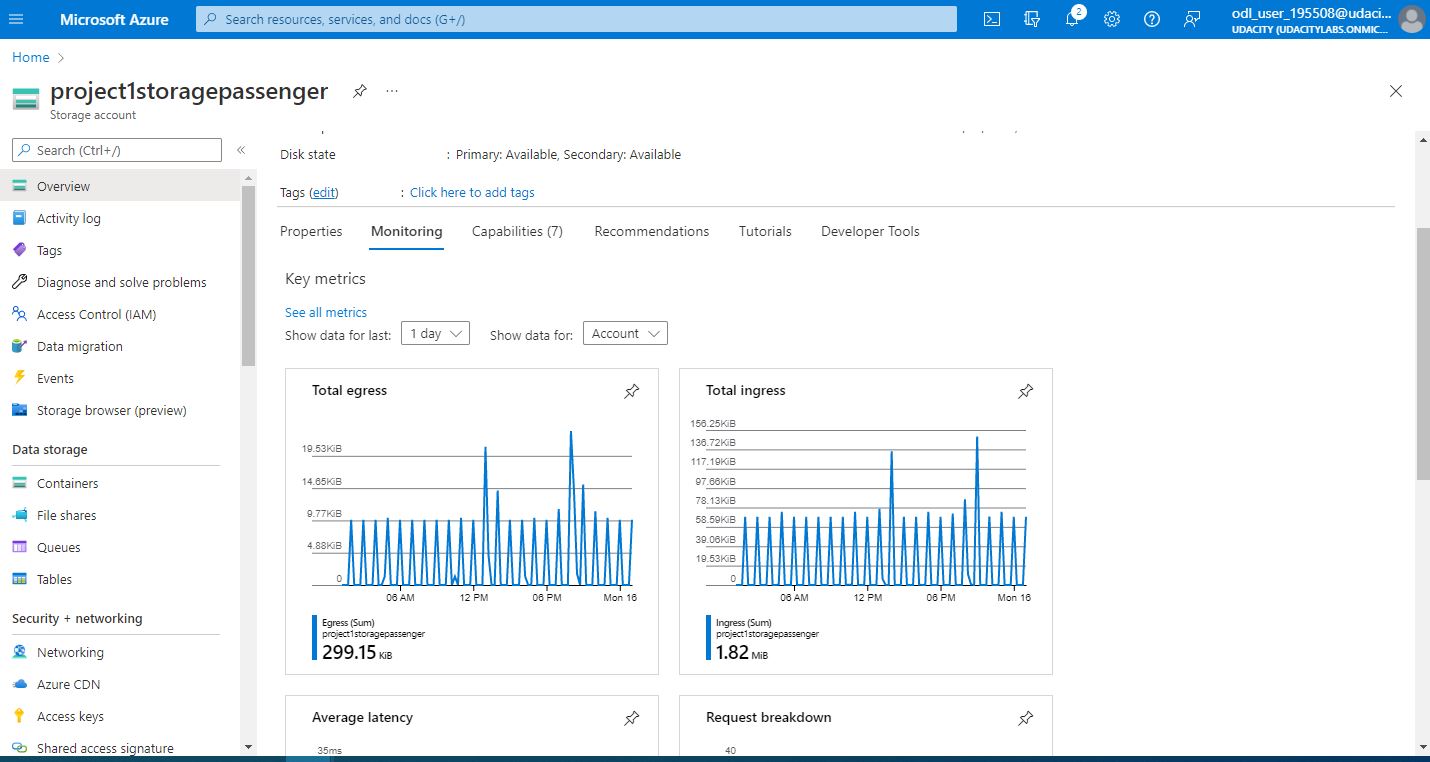 Microsoft Azure
Search resources, services, and docs (G+/)
2
odl_user_195508@udaci...
UDACITY (UDACITYLABS.ONMIC...
Home
project1storagepassenger
...
Storage account
Search (Ctrl+/)
«
Overview
Activity log
Tags
Diagnose and solve problems
Access Control (IAM)
Data migration
Events
Storage browser (preview)
Data storage
Containers
File shares
Queues
Tables
Security + networking
Networking
Azure CDN
Access keys
Shared access signature
Disk state : Primary: Available, Secondary: Available
Tags (edit) : Click here to add tags
Properties Monitoring Capabilities (7) Recommendations Tutorials Developer Tools
Key metrics
See all metrics
Show data for last: 1 day Show data for: Account
Total egress
19.53KiB
14.65KiB
9.77KiB
4.88KiB
0
06 AM 12 PM 06 PM Mon 16
Egress (Sum)
project1storagepassenger
299.15 KiB
Total ingress
156.25KiB
136.72KiB
117.19KiB
97.66KiB
78.13KiB
58.59KiB
39.06KiB
19.53KiB
0
06 AM 12 PM 06 PM Mon 16
Ingress (Sum)
project1storagepassenger
1.82 MiB
Average latency
35ms
Request breakdown
40